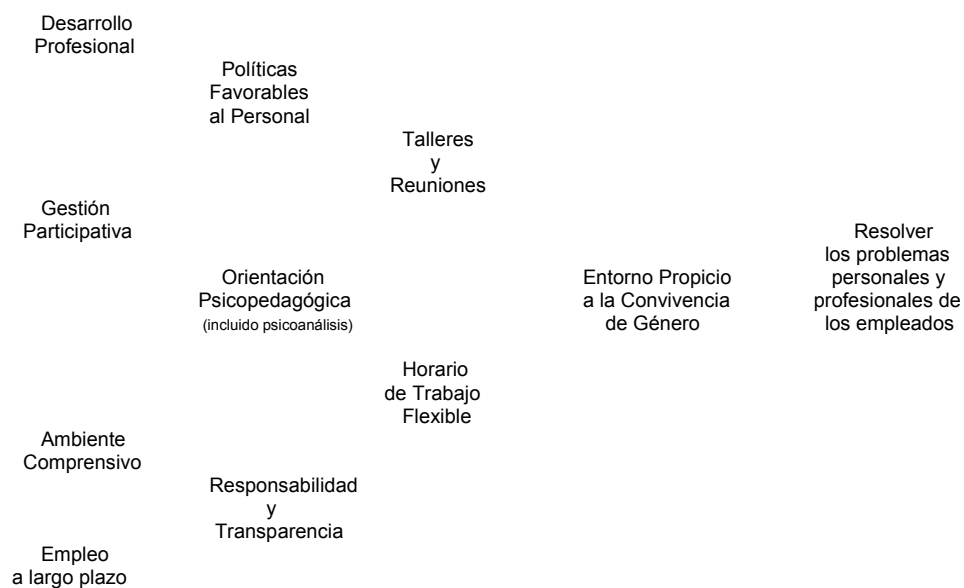 Desarrollo
Profesional
Políticas
Favorables
al Personal
Talleres
y
Reuniones
Gestión
Participativa
Orientación
Psicopedagógica
(incluido psicoanálisis)
Entorno Propicio
a la Convivencia
de Género
Resolver
los problemas
personales y
profesionales de
los empleados
Horario
de Trabajo
Flexible
Ambiente
Comprensivo
Responsabilidad
y
Transparencia
Empleo
a largo plazo